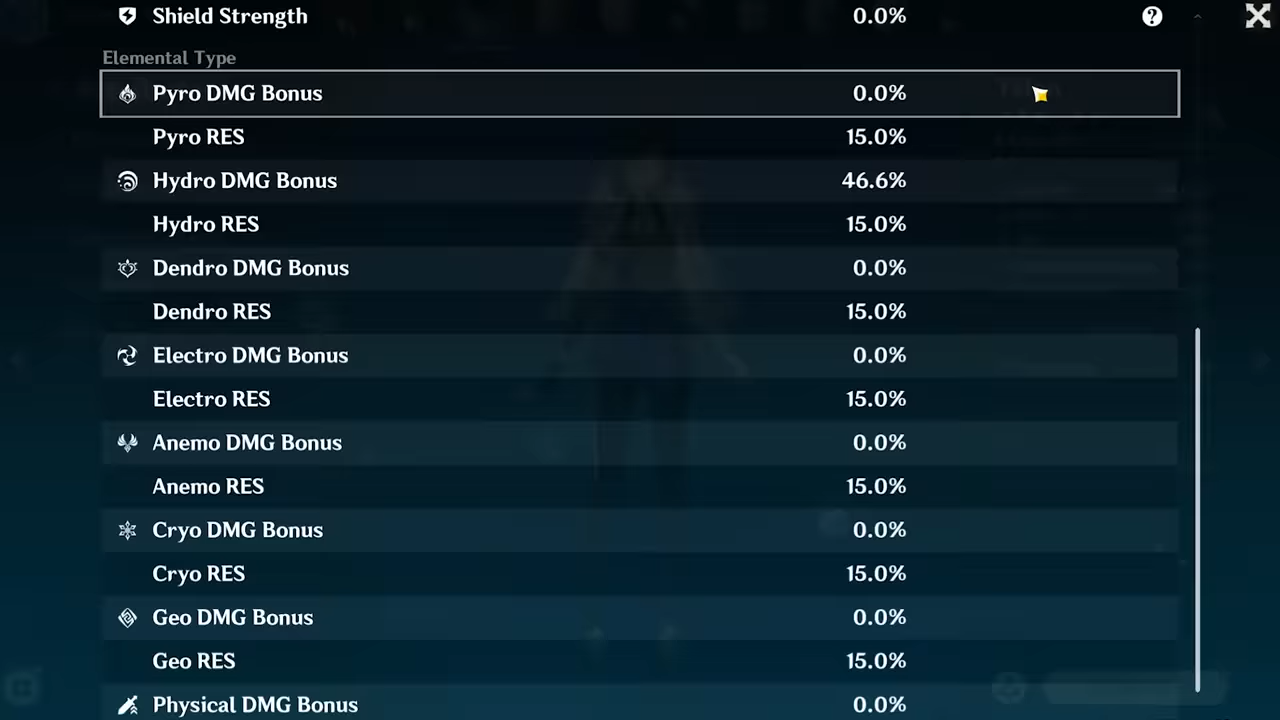 Shield Strength 0.0%
Elemental Type
Pyro DMG Bonus 0.0%
Pyro RES 15.0%
Hydro DMG Bonus 46.6%
Hydro RES 15.0%
Dendro DMG Bonus 0.0%
Dendro RES 15.0%
Electro DMG Bonus 0.0%
Electro RES 15.0%
Anemo DMG Bonus 0.0%
Anemo RES 15.0%
Cryo DMG Bonus 0.0%
Cryo RES 15.0%
Geo DMG Bonus 0.0%
Geo RES 15.0%
Physical DMG Bonus 0.0%